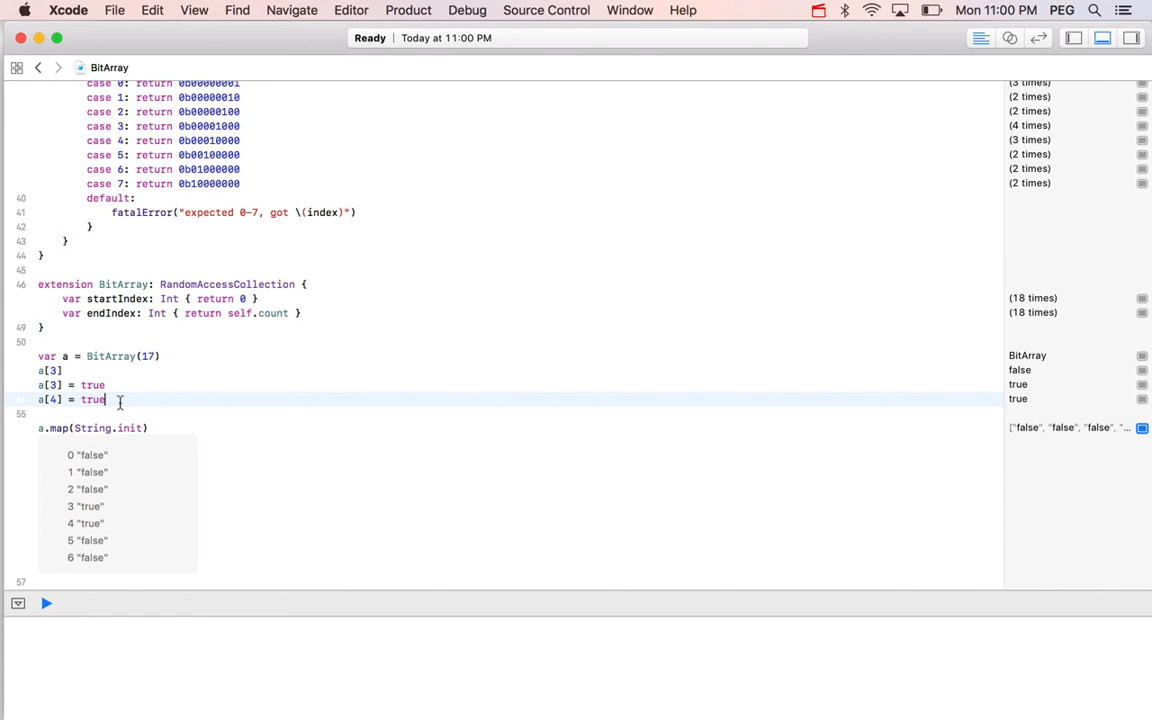 Xcode File Edit View Find Navigate Editor Product Debug Source Control Window Help Mon 11:00 PM PEG
Ready | Today at 11:00 PM
BitArray
case 0: return 0b00000001 (3 times)
case 1: return 0b00000010 (2 times)
case 2: return 0b00000100 (2 times)
case 3: return 0b00001000 (4 times)
case 4: return 0b00010000 (3 times)
case 5: return 0b00100000 (2 times)
case 6: return 0b01000000 (2 times)
case 7: return 0b10000000 (2 times)
40 default:
41 fatalError("expected 0-7, got \(index)")
42 }
43 }
44 }
45
46 extension BitArray: RandomAccessCollection {
var startIndex: Int { return 0 } (18 times)
var endIndex: Int { return self.count } (18 times)
49 }
50
var a = BitArray(17) BitArray
a[3] false
a[3] = true true
54 a[4] = true true
55
a.map(String.init) ["false", "false", "false", "...
0 "false"
1 "false"
2 "false"
3 "true"
4 "true"
5 "false"
6 "false"
57